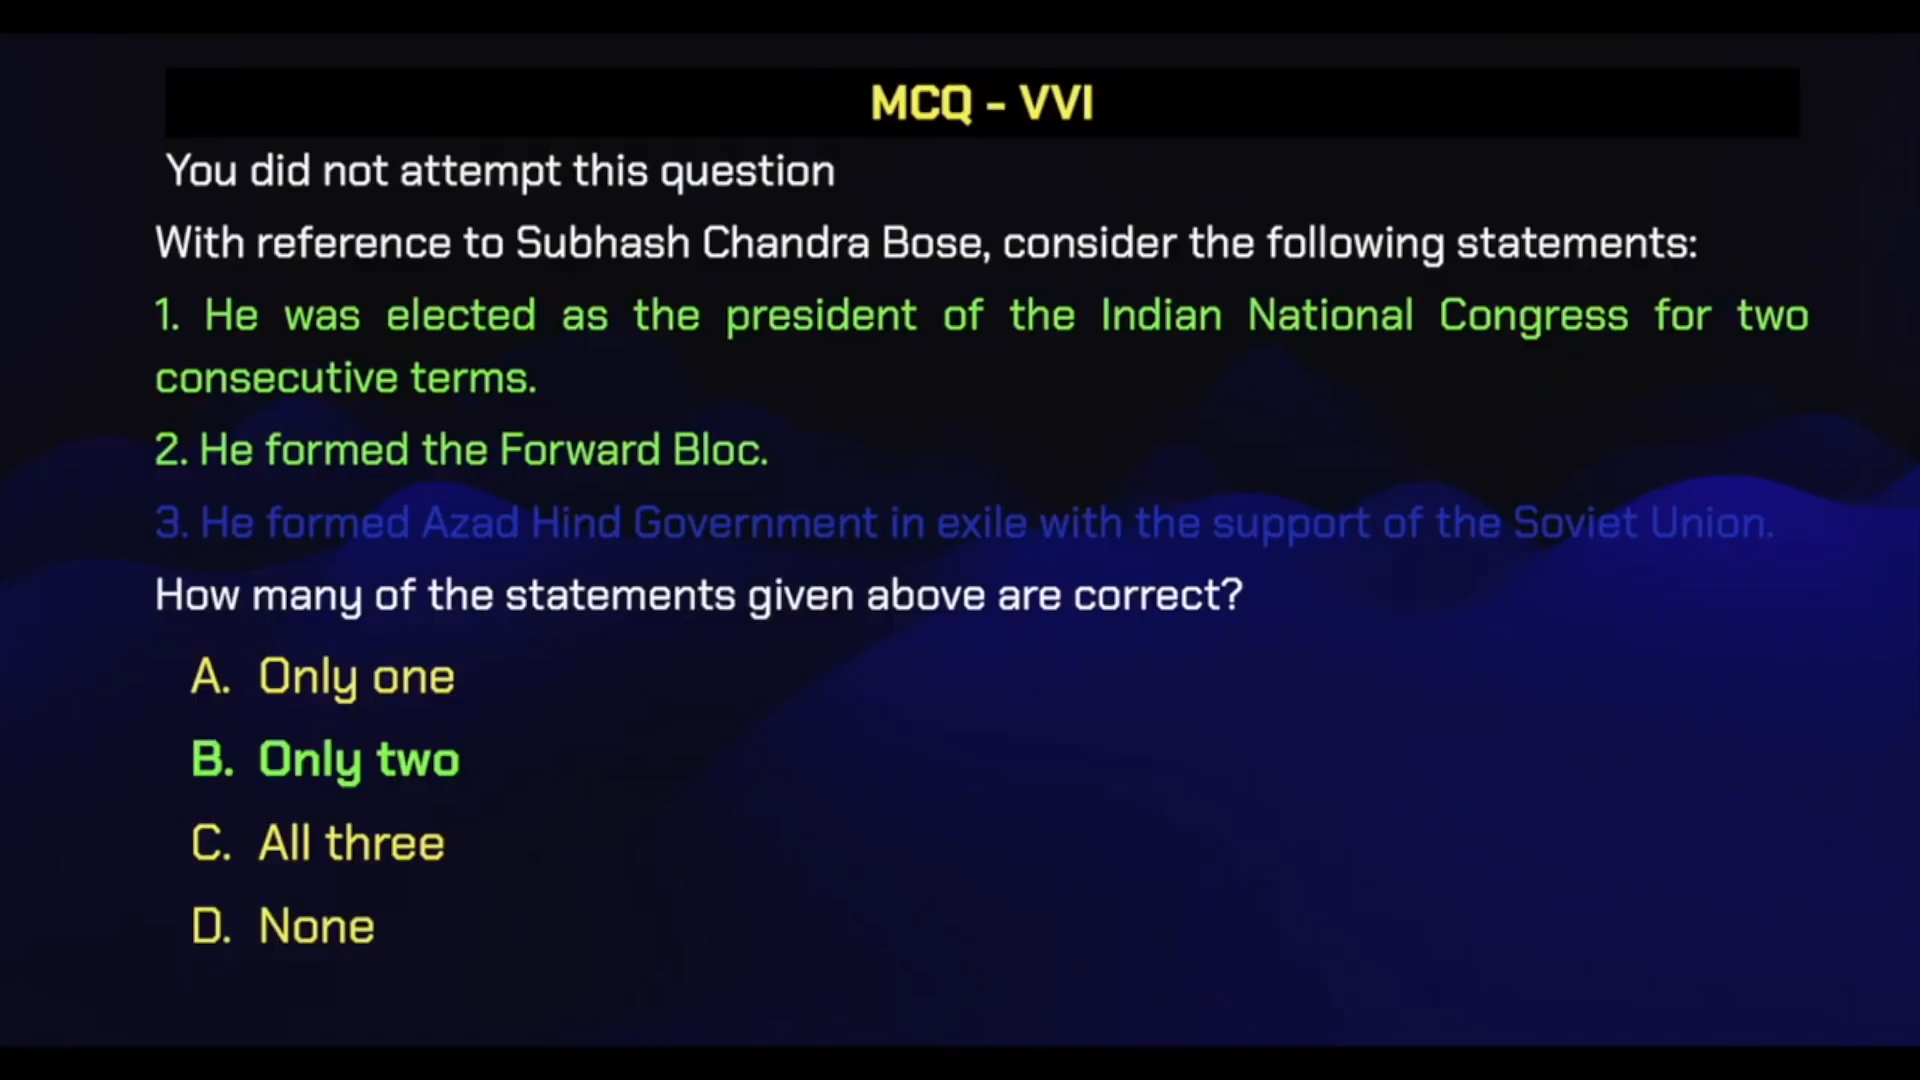 MCQ - VVI
You did not attempt this question
With reference to Subhash Chandra Bose, consider the following statements:
1. He was elected as the president of the Indian National Congress for two
consecutive terms.
2. He formed the Forward Bloc.
3. He formed Azad Hind Government in exile with the support of the Soviet Union.
How many of the statements given above are correct?
A. Only one
B. Only two
C. All three
D. None